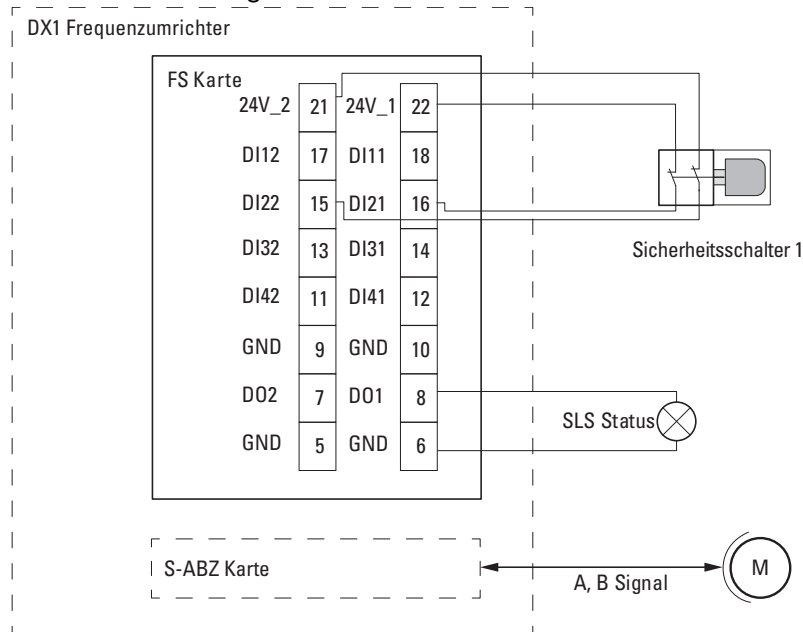 DX1 Frequenzumrichter
FS Karte
24V_2 21 24V_1 22
DI12 17 DI11 18
DI22 15 DI21 16
DI32 13 DI31 14
DI42 11 DI41 12
GND 9 GND 10
DO2 7 DO1 8
GND 5 GND 6
Sicherheitsschalter 1
SLS Status
S-ABZ Karte
A, B Signal
M